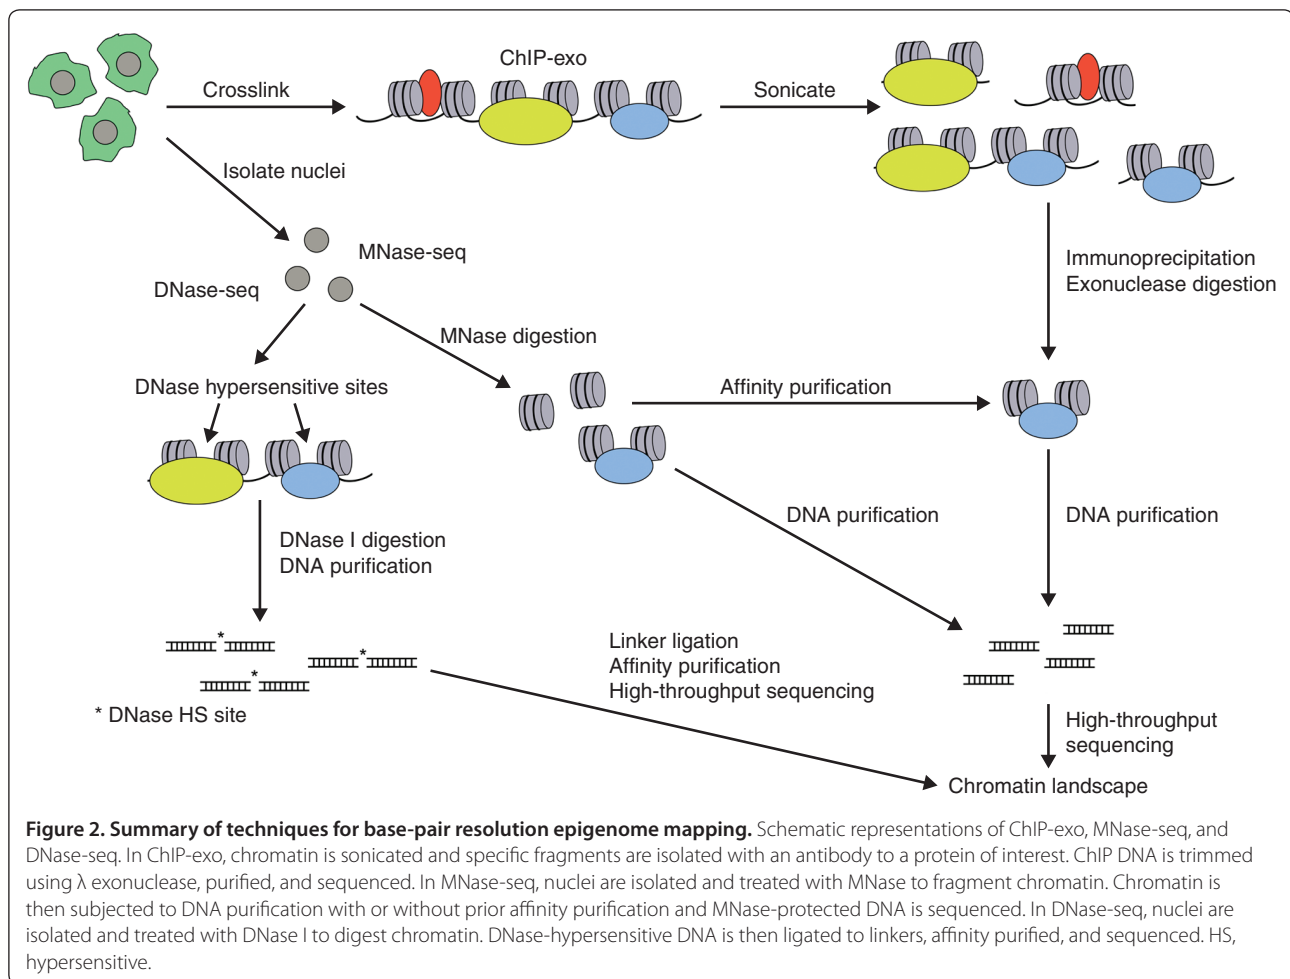 ChIP-exo
Crosslink
Sonicate
Isolate nuclei
MNase-seq
DNase-seq
Immunoprecipitation
Exonuclease digestion
MNase digestion
DNase hypersensitive sites
Affinity purification
DNA purification
DNA purification
DNase I digestion
DNA purification
*
*
*
Linker ligation
Affinity purification
High-throughput sequencing
* DNase HS site
High-throughput
sequencing
Chromatin landscape
Figure 2. Summary of techniques for base-pair resolution epigenome mapping. Schematic representations of ChIP-exo, MNase-seq, and
DNase-seq. In ChIP-exo, chromatin is sonicated and specific fragments are isolated with an antibody to a protein of interest. ChIP DNA is trimmed
using λ exonuclease, purified, and sequenced. In MNase-seq, nuclei are isolated and treated with MNase to fragment chromatin. Chromatin is
then subjected to DNA purification with or without prior affinity purification and MNase-protected DNA is sequenced. In DNase-seq, nuclei are
isolated and treated with DNase I to digest chromatin. DNase-hypersensitive DNA is then ligated to linkers, affinity purified, and sequenced. HS,
hypersensitive.